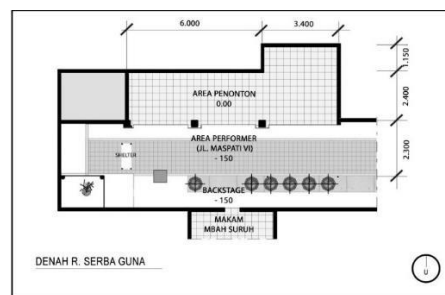 6.000
3.400
1.150
2.400
2.300
AREA PENONTON
0.00
AREA PERFORMER
(JL. MASPATI VI)
- 150
SHELTER
BACKSTAGE
- 150
MAKAM
MBAH SURUH
DENAH R. SERBA GUNA
U